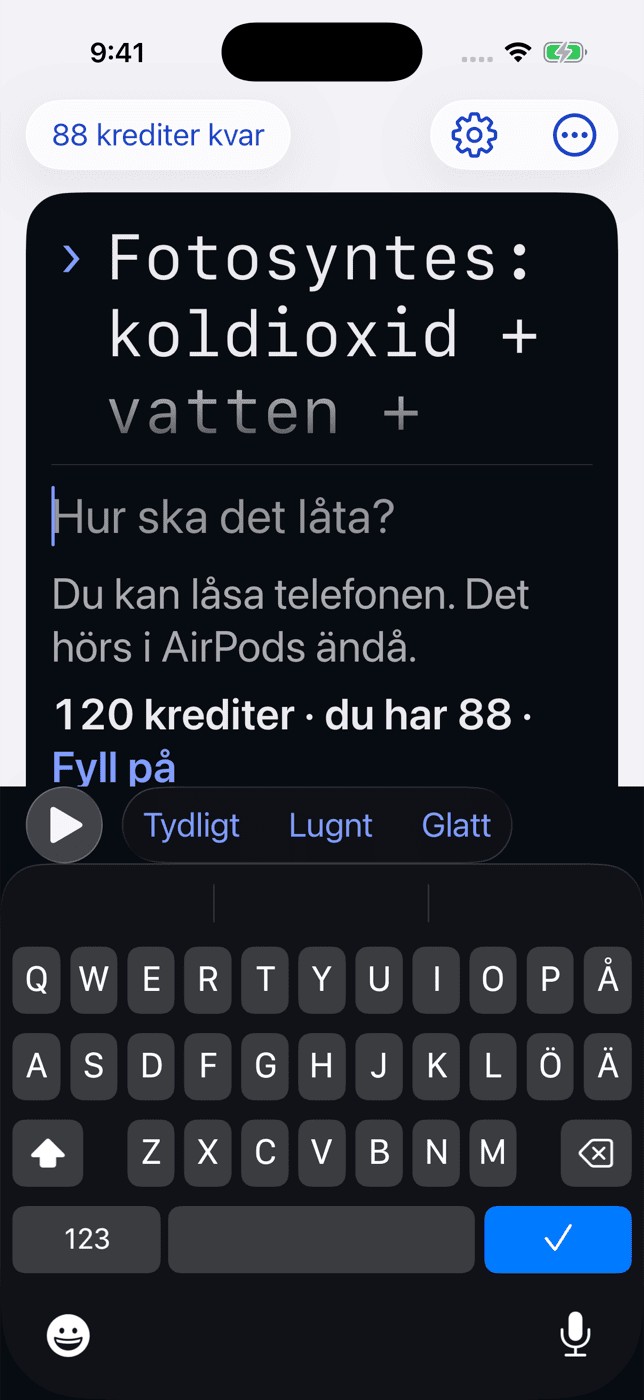 9:41
88 krediter kvar
› Fotosyntes:
koldioxid +
vatten +
Hur ska det låta?
Du kan låsa telefonen. Det
hörs i AirPods ändå.
120 krediter · du har 88 ·
Fyll på
Tydligt Lugnt Glatt
Q W E R T Y U I O P Å
A S D F G H J K L Ö Ä
Z X C V B N M
123